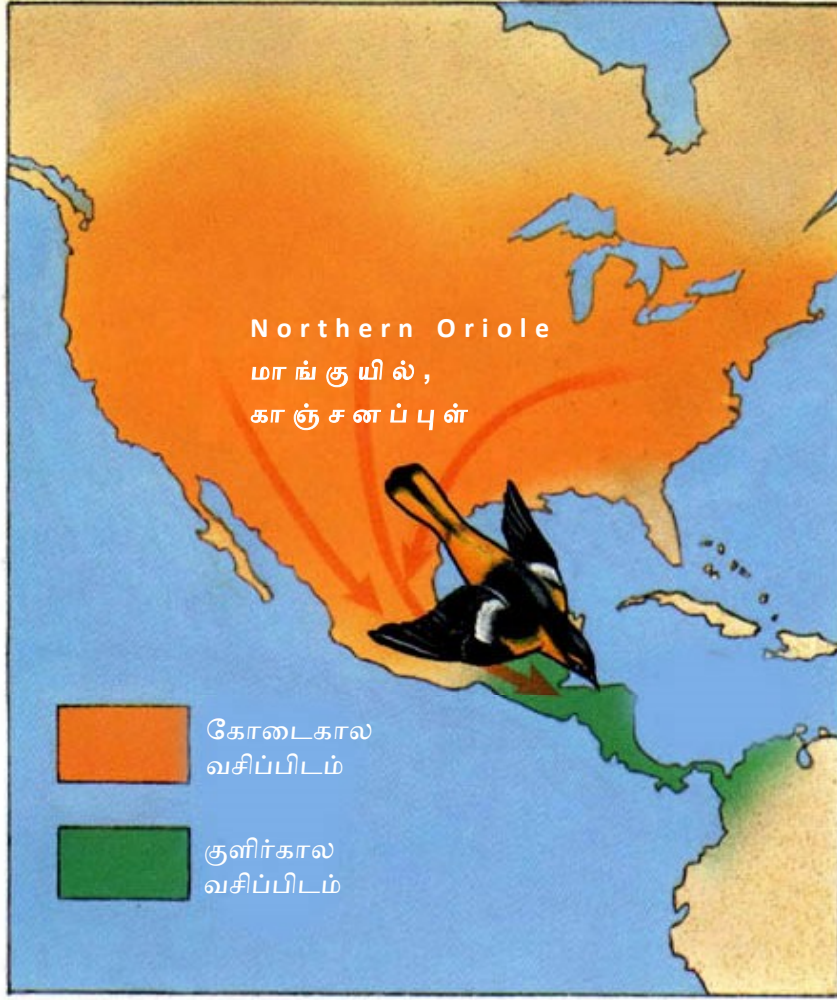 Northern Oriole
மாங்குயில்,
காஞ்சனப்புள்
கோடைகால
வசிப்பிடம்
குளிர்கால
வசிப்பிடம்